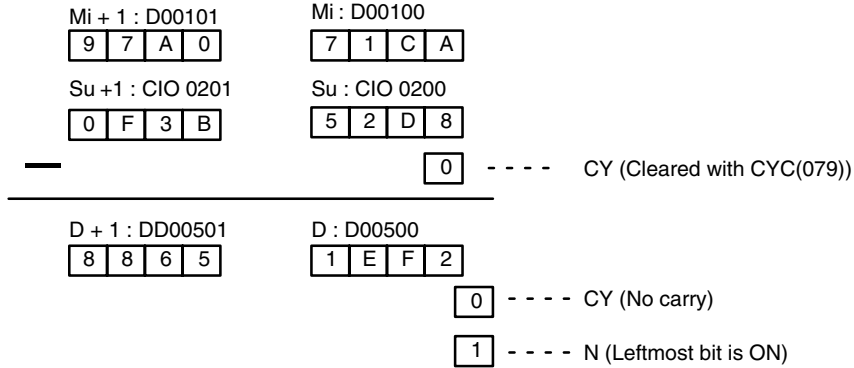 Mi + 1 : D00101 Mi : D00100
9 7 A 0 7 1 C A
Su +1 : CIO 0201 Su : CIO 0200
0 F 3 B 5 2 D 8
0 CY (Cleared with CYC(079))
D + 1 : DD00501 D : D00500
8 8 6 5 1 E F 2
0 CY (No carry)
1 N (Leftmost bit is ON)